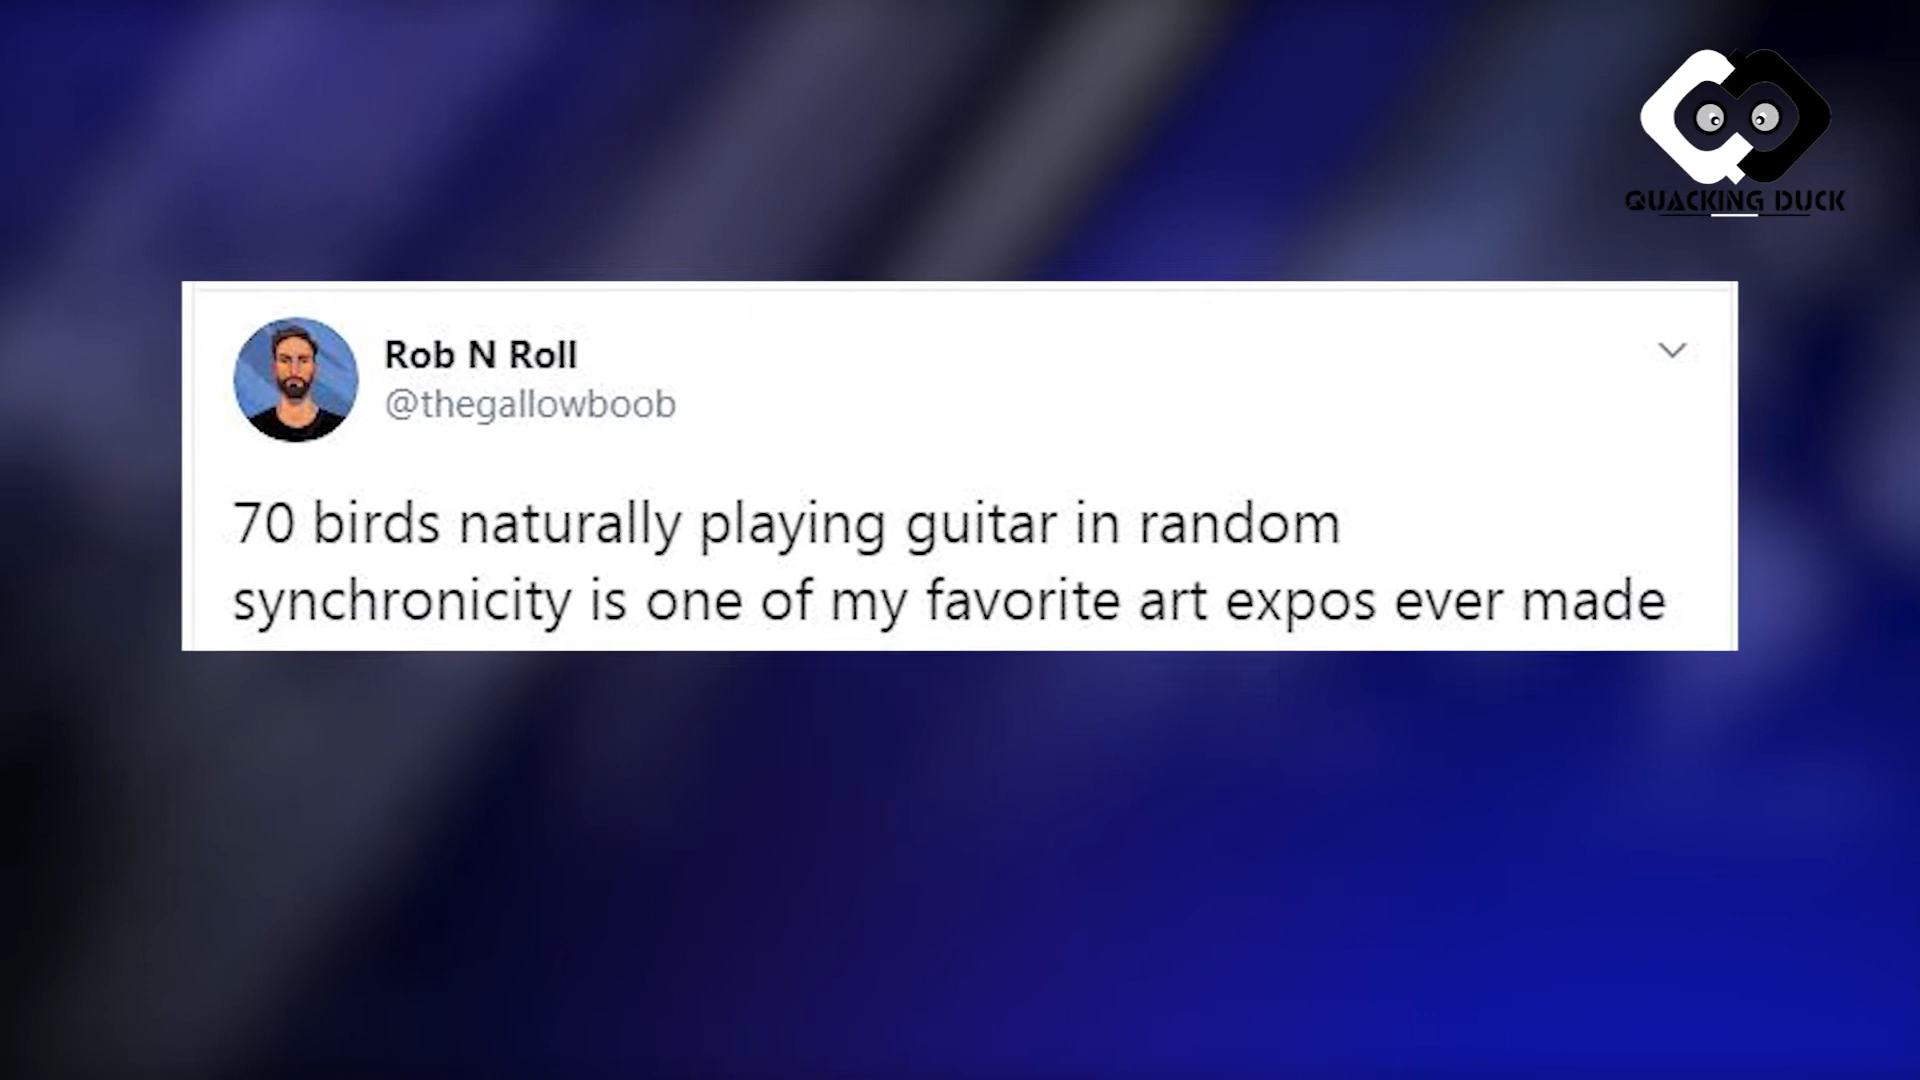 QUACKING DUCK
Rob N Roll
@thegallowboob
70 birds naturally playing guitar in random
synchronicity is one of my favorite art expos ever made